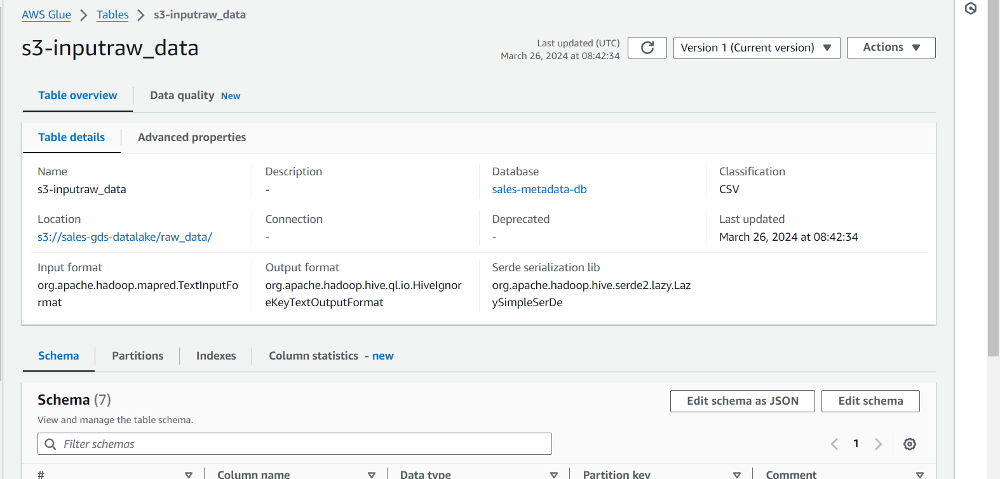 AWS Glue > Tables > s3-inputraw_data
s3-inputraw_data
Last updated (UTC)
March 26, 2024 at 08:42:34
Version 1 (Current version)
Actions
Table overview
Data quality New
Table details
Advanced properties
Name
s3-inputraw_data
Description
-
Database
sales-metadata-db
Classification
CSV
Location
s3://sales-gds-datalake/raw_data/
Connection
-
Deprecated
-
Last updated
March 26, 2024 at 08:42:34
Input format
org.apache.hadoop.mapred.TextInputFo
rmat
Output format
org.apache.hadoop.hive.ql.io.HiveIgnor
eKeyTextOutputFormat
Serde serialization lib
org.apache.hadoop.hive.serde2.lazy.Laz
ySimpleSerDe
Schema
Partitions
Indexes
Column statistics - new
Schema (7)
View and manage the table schema.
Edit schema as JSON
Edit schema
Filter schemas
1
#
Column name
Data type
Partition key
Comment